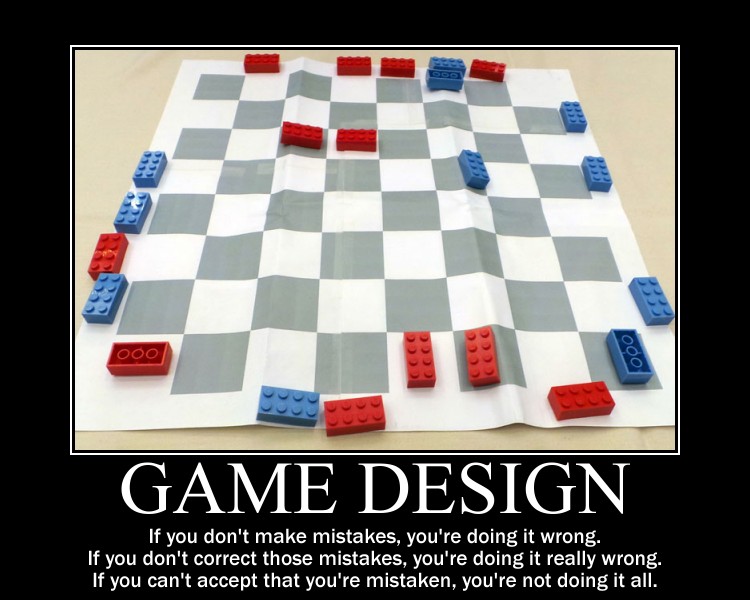 GAME DESIGN
If you don't make mistakes, you're doing it wrong.
If you don't correct those mistakes, you're doing it really wrong.
If you can't accept that you're mistaken, you're not doing it all.